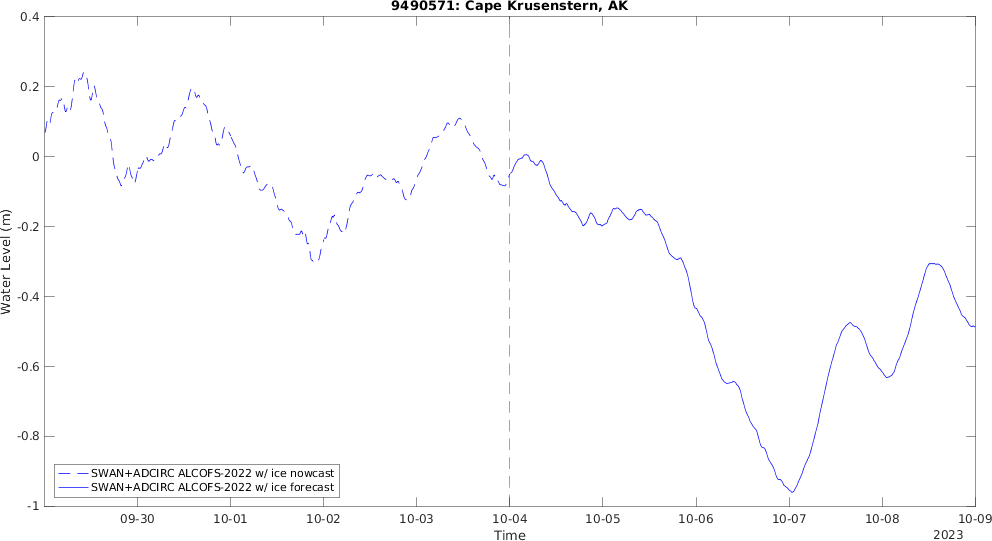 9490571: Cape Krusenstern, AK
0.4
0.2
0
-0.2
-0.4
-0.6
-0.8
-1
Water Level (m)
SWAN+ADCIRC ALCOFS-2022 w/ ice nowcast
SWAN+ADCIRC ALCOFS-2022 w/ ice forecast
09-30 10-01 10-02 10-03 10-04 10-05 10-06 10-07 10-08 10-09
Time
2023